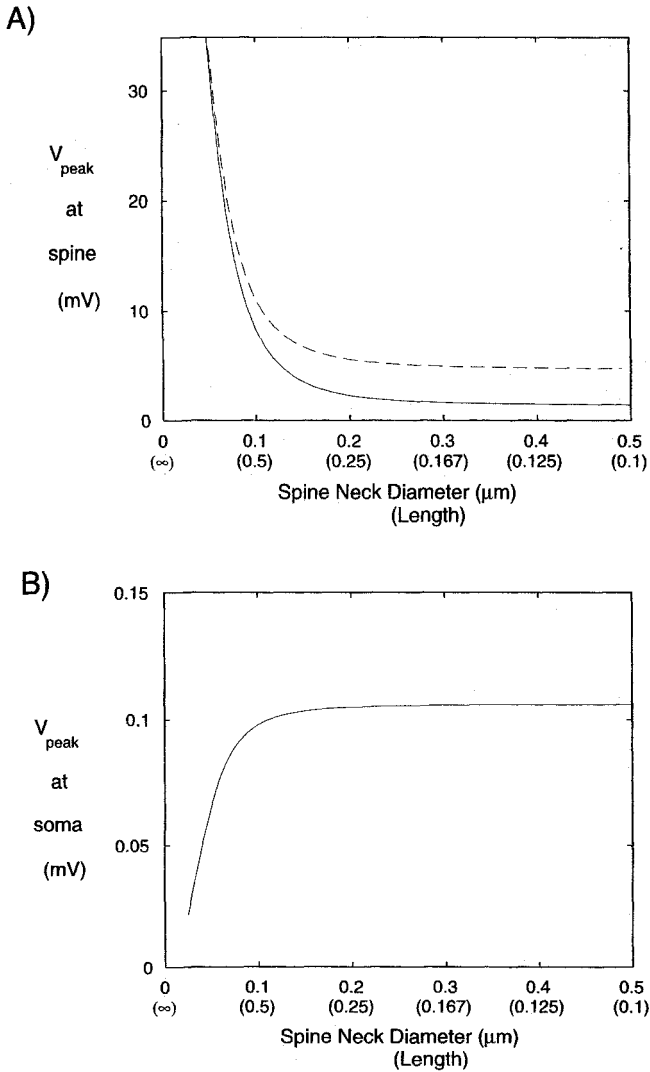 A)
30
20
10
0
V peak
at
spine
(mV)
0 0.1 0.2 0.3 0.4 0.5
(∞) (0.5) (0.25) (0.167) (0.125) (0.1)
Spine Neck Diameter (μm)
(Length)
B)
0.15
0.1
0.05
0
V peak
at
soma
(mV)
0 0.1 0.2 0.3 0.4 0.5
(∞) (0.5) (0.25) (0.167) (0.125) (0.1)
Spine Neck Diameter (μm)
(Length)